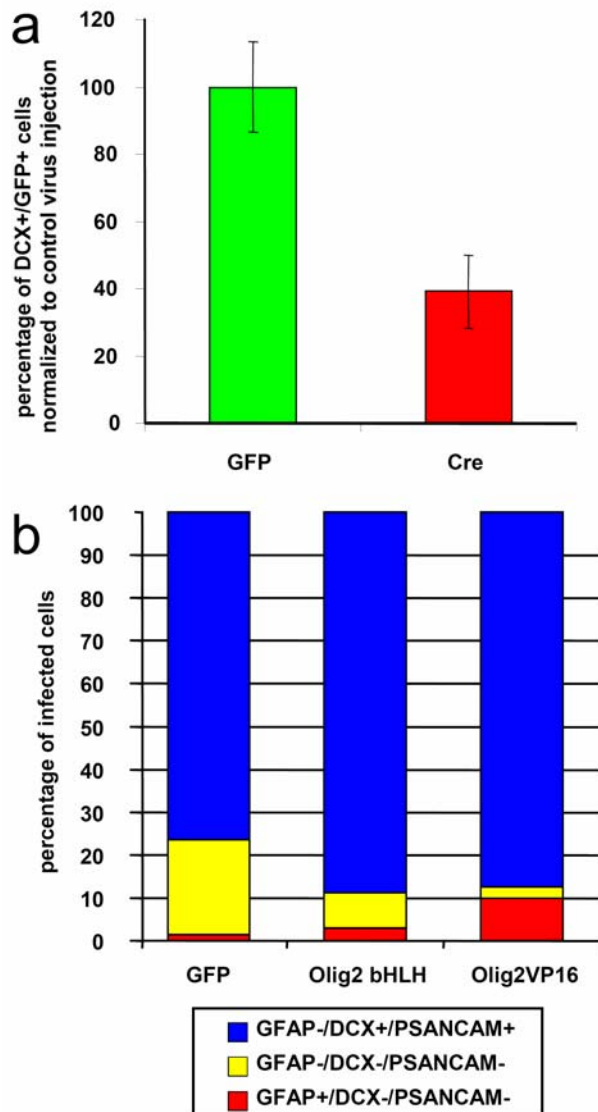 a
percentage of DCX+/GFP+ cells
normalized to control virus injection
120
100
80
60
40
20
0
GFP Cre
b
percentage of infected cells
100
90
80
70
60
50
40
30
20
10
0
GFP Olig2 bHLH Olig2VP16
GFAP-/DCX+/PSANCAM+
GFAP-/DCX-/PSANCAM-
GFAP+/DCX-/PSANCAM-